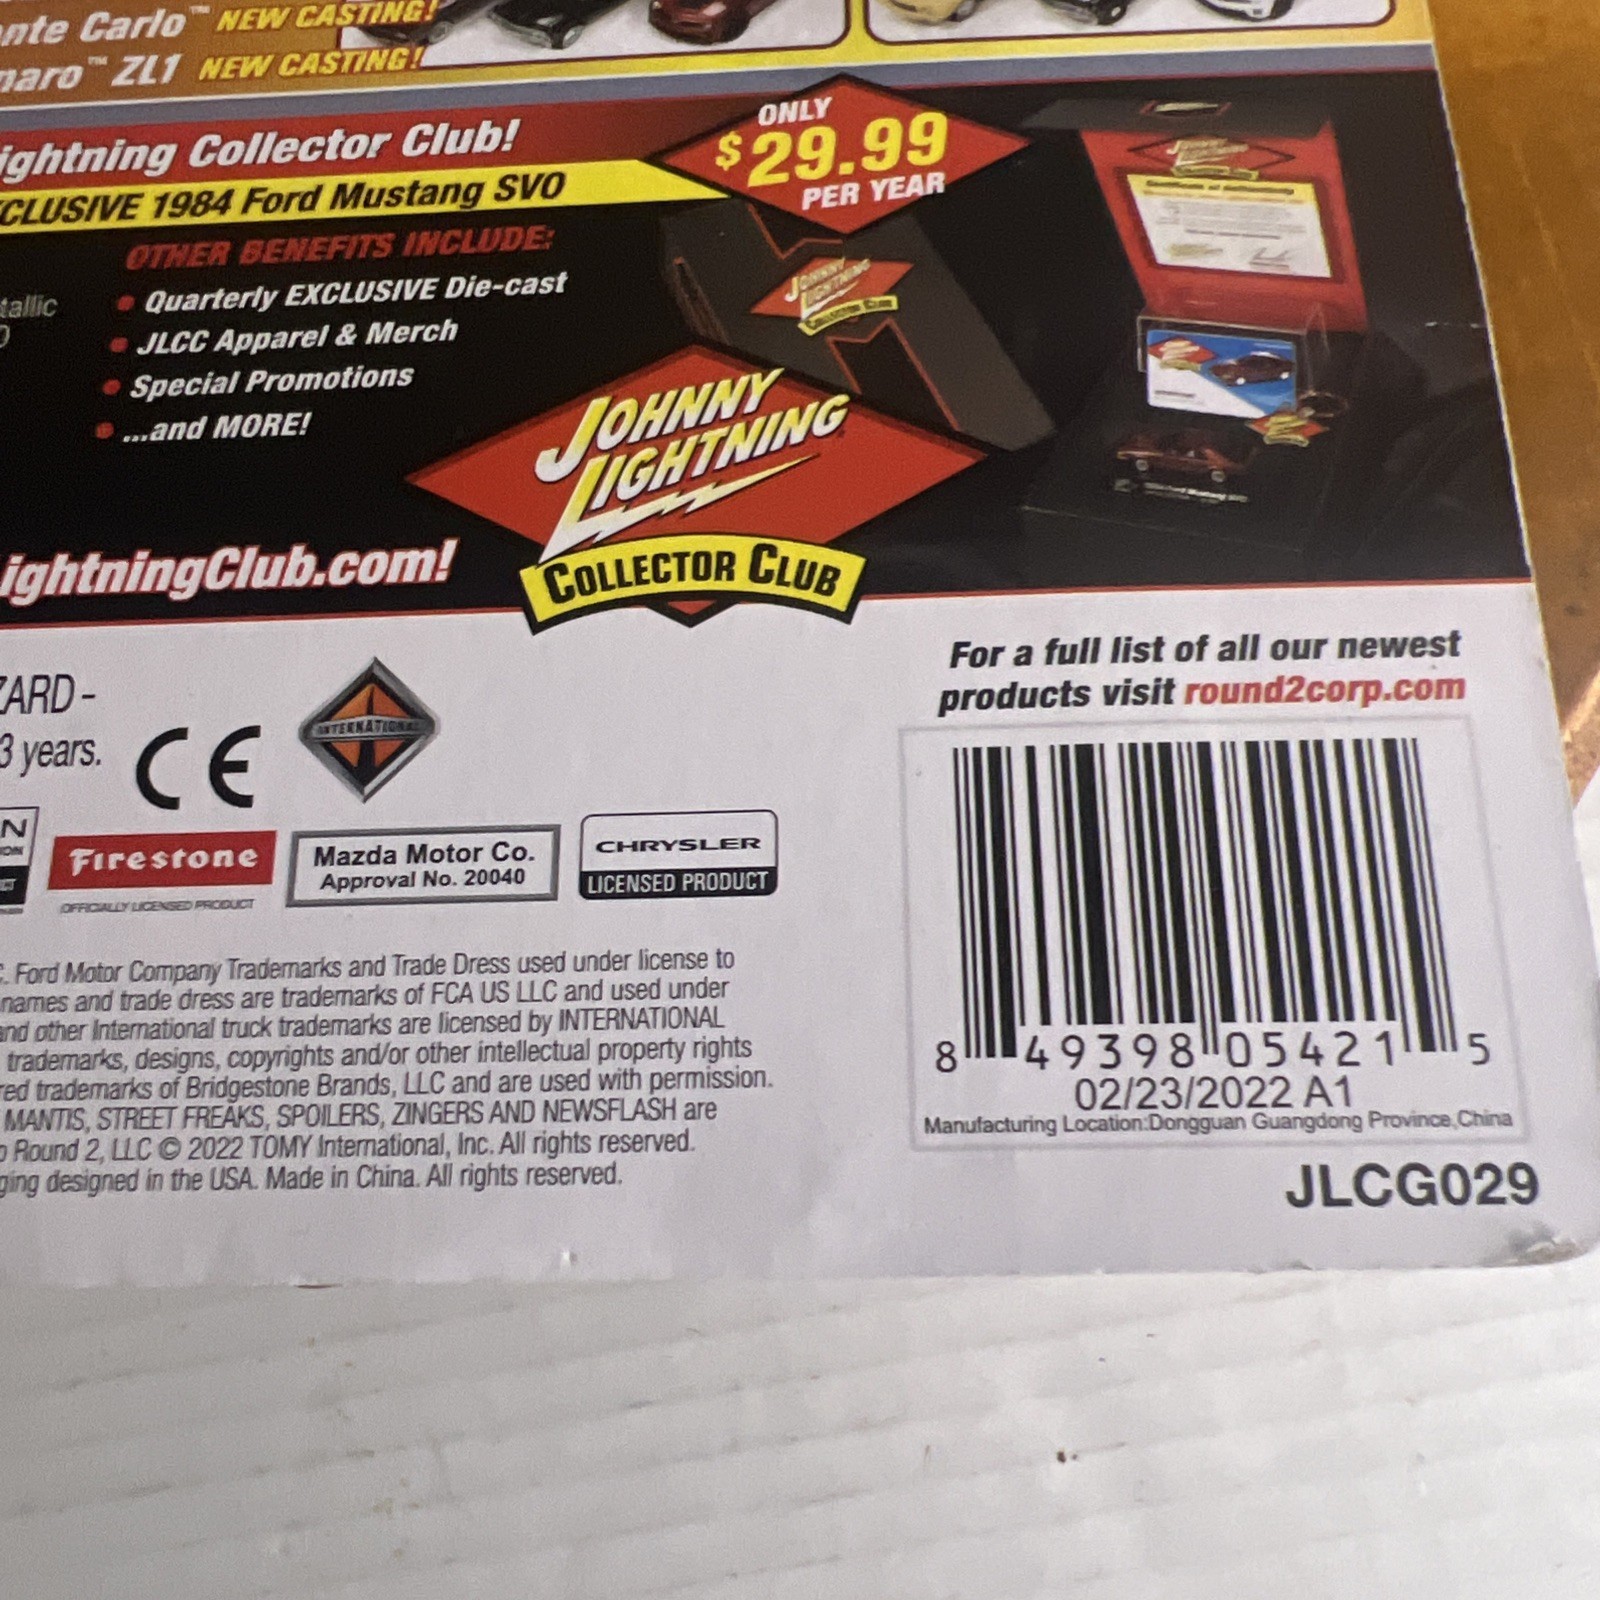 nte Carlo™ NEW CASTING!
naro™ ZL1 NEW CASTING!
ightning Collector Club!
CLUSIVE 1984 Ford Mustang SVO
ONLY
$29.99
PER YEAR
OTHER BENEFITS INCLUDE:
tallic
• Quarterly EXCLUSIVE Die-cast
• JLCC Apparel & Merch
• Special Promotions
• ...and MORE!
JOHNNY
LIGHTNING
COLLECTOR CLUB
JOHNNY
LIGHTNING
COLLECTOR CLUB
ightningClub.com!
For a full list of all our newest
products visit round2corp.com
ZARD -
3 years.
CE
INTERNATIONAL
N
Firestone
OFFICIALLY LICENSED PRODUCT
Mazda Motor Co.
Approval No. 20040
CHRYSLER
LICENSED PRODUCT
C. Ford Motor Company Trademarks and Trade Dress used under license to
names and trade dress are trademarks of FCA US LLC and used under
and other International truck trademarks are licensed by INTERNATIONAL
trademarks, designs, copyrights and/or other intellectual property rights
red trademarks of Bridgestone Brands, LLC and are used with permission.
MANTIS, STREET FREAKS, SPOILERS, ZINGERS AND NEWSFLASH are
o Round 2, LLC © 2022 TOMY International, Inc. All rights reserved.
ging designed in the USA. Made in China. All rights reserved.
8 49398 05421 5
02/23/2022 A1
Manufacturing Location:Dongguan Guangdong Province,China
JLCG029